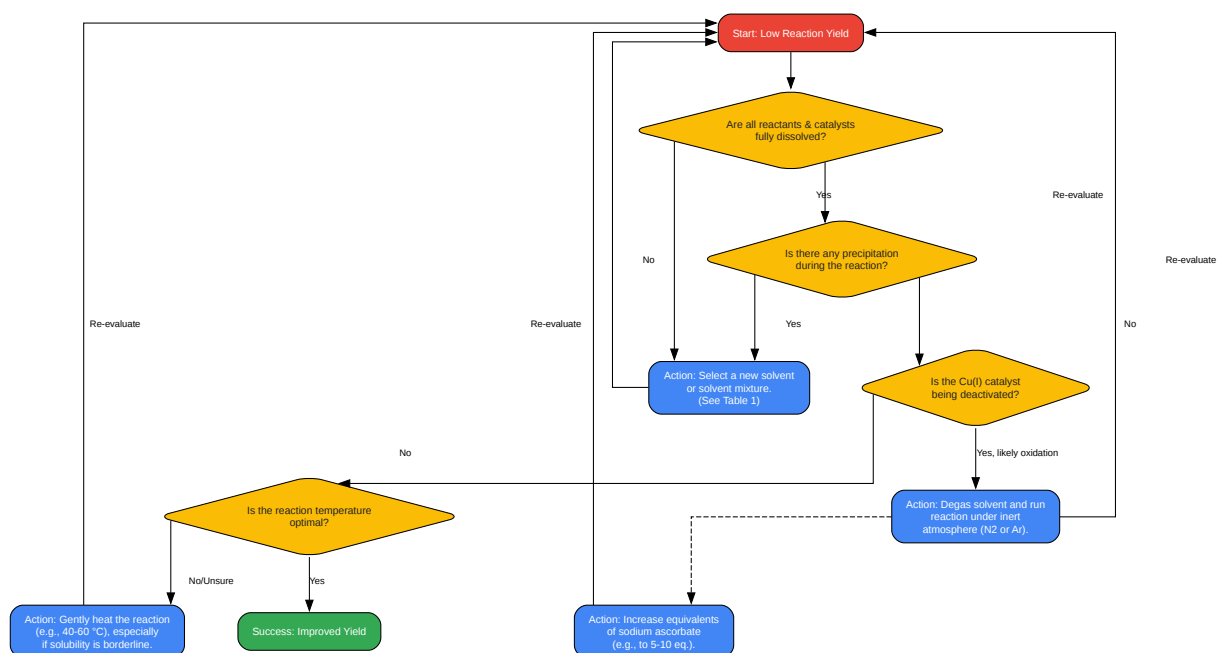 Start: Low Reaction Yield
Are all reactants & catalysts
fully dissolved?
Yes
Re-evaluate
Is there any precipitation
during the reaction?
No
Re-evaluate
Re-evaluate
Re-evaluate
Yes
No
Action: Select a new solvent
or solvent mixture.
(See Table 1)
Is the Cu(I) catalyst
being deactivated?
No
Yes, likely oxidation
Is the reaction temperature
optimal?
Action: Degas solvent and run
reaction under inert
atmosphere (N2 or Ar).
No/Unsure
Yes
Action: Gently heat the reaction
(e.g., 40-60 °C), especially
if solubility is borderline.
Success: Improved Yield
Action: Increase equivalents
of sodium ascorbate
(e.g., to 5-10 eq.).